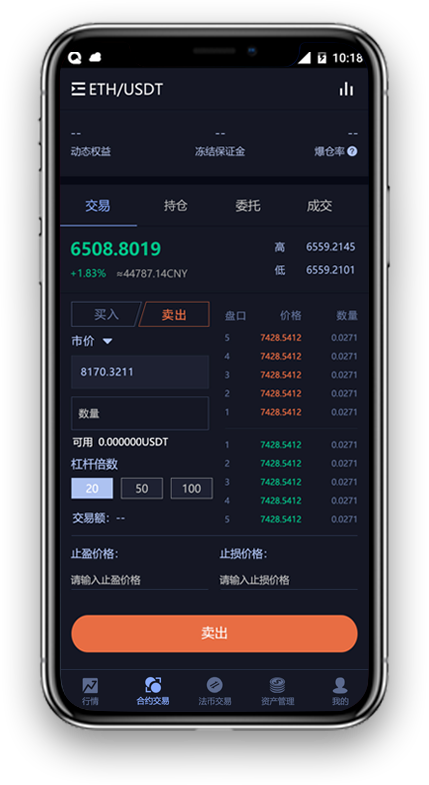 10:18
ETH/USDT
-- -- --
动态权益 冻结保证金 爆仓率 ?
交易 持仓 委托 成交
6508.8019 高 6559.2145
+1.83% ≈44787.14CNY 低 6559.2101
买入 卖出 盘口 价格 数量
市价 5 7428.5412 0.0271
8170.3211 4 7428.5412 0.0271
3 7428.5412 0.0271
数量 2 7428.5412 0.0271
1 7428.5412 0.0271
可用 0.000000USDT 1 7428.5412 0.0271
杠杆倍数 2 7428.5412 0.0271
20 50 100 3 7428.5412 0.0271
4 7428.5412 0.0271
交易额: -- 5 7428.5412 0.0271
止盈价格: 止损价格:
请输入止盈价格 请输入止损价格
卖出
行情 合约交易 法币交易 资产管理 我的